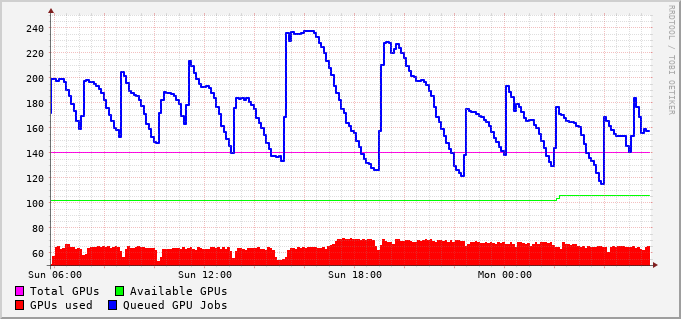 RRDTOOL / TOBI OETIKER
240
220
200
180
160
140
120
100
80
60
Sun 06:00 Sun 12:00 Sun 18:00 Mon 00:00
Total GPUs Available GPUs
GPUs used Queued GPU Jobs